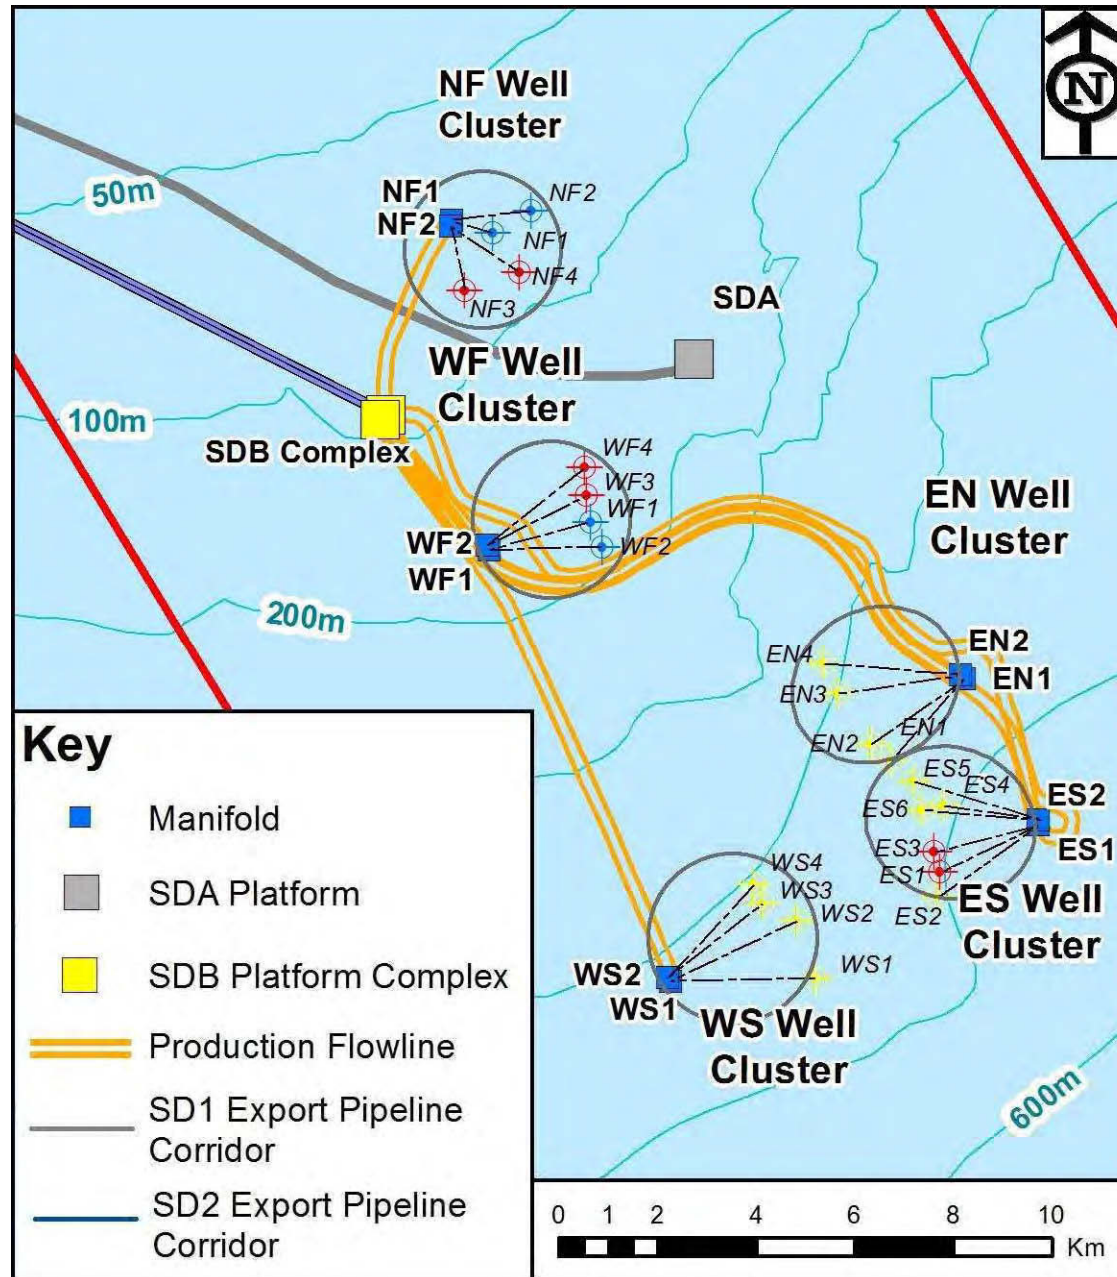 N
NF Well
Cluster
50m
NF1
NF2
NF2
NF1
NF4
NF3
SDA
WF Well
Cluster
100m
SDB Complex
WF4
WF3
WF1
WF2
WF2
WF1
EN Well
Cluster
200m
EN2
EN1
EN4
EN3
EN2
EN1
ES5
ES4
ES6
ES3
ES1
ES2
ES2
ES1
ES Well
Cluster
WS4
WS3
WS2
WS1
WS2
WS1
WS Well
Cluster
600m
Key
Manifold
SDA Platform
SDB Platform Complex
Production Flowline
SD1 Export Pipeline
Corridor
SD2 Export Pipeline
Corridor
0 1 2 4 6 8 10
Km